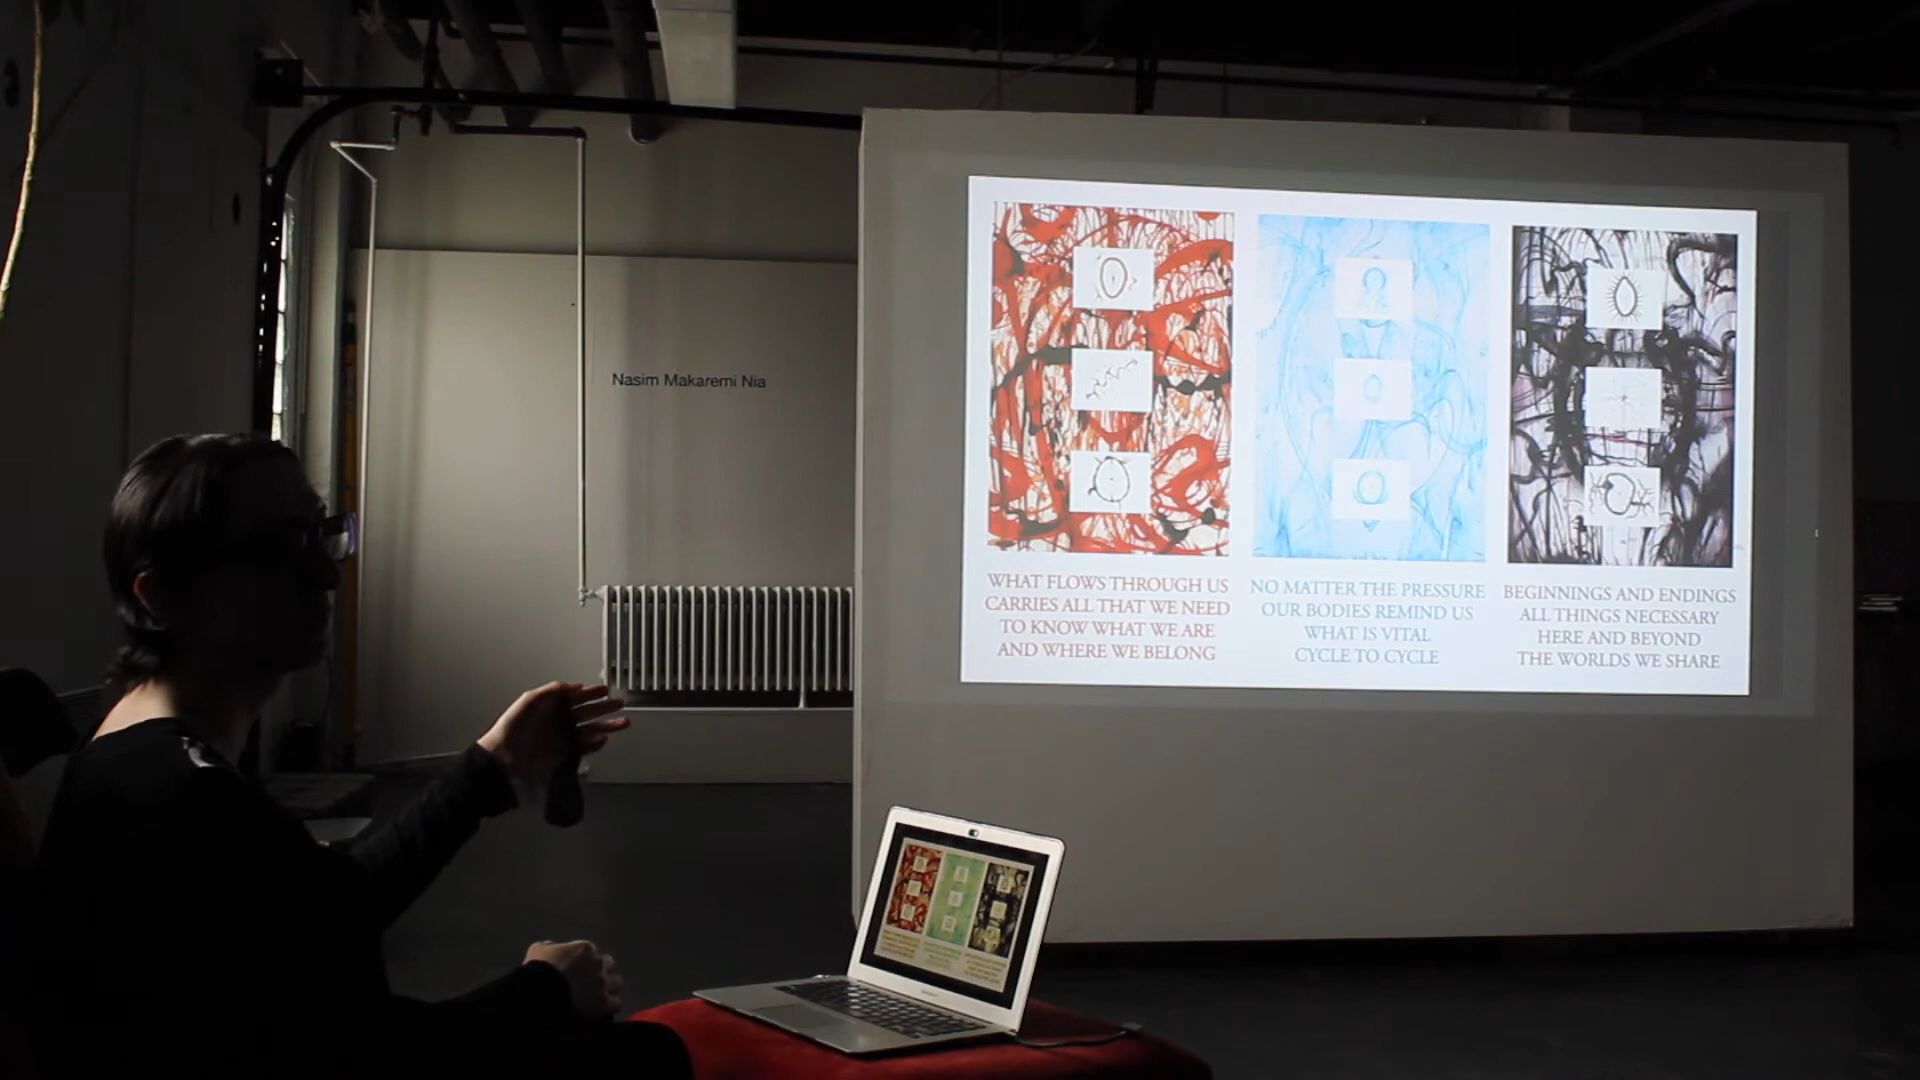 Nasim Makaremi Nia
WHAT FLOWS THROUGH US
CARRIES ALL THAT WE NEED
TO KNOW WHAT WE ARE
AND WHERE WE BELONG
NO MATTER THE PRESSURE
OUR BODIES REMIND US
WHAT IS VITAL
CYCLE TO CYCLE
BEGINNINGS AND ENDINGS
ALL THINGS NECESSARY
HERE AND BEYOND
THE WORLDS WE SHARE